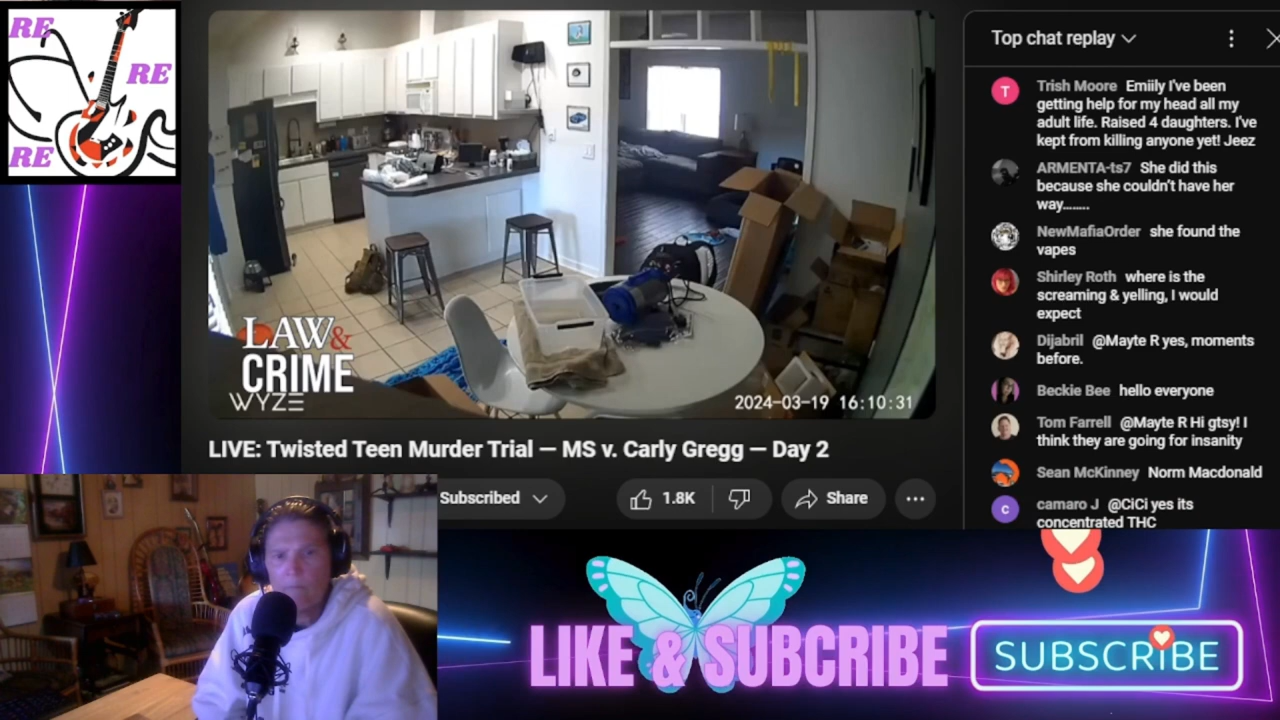 RE
RE
RE
LAW&
CRIME
WYZE
2024-03-19 16:10:31
LIVE: Twisted Teen Murder Trial — MS v. Carly Gregg — Day 2
Subscribed
1.8K
Share
Top chat replay
Trish Moore Emiily I've been
getting help for my head all my
adult life. Raised 4 daughters. I've
kept from killing anyone yet! Jeez
ARMENTA-ts7 She did this
because she couldn't have her
way........
NewMafiaOrder she found the
vapes
Shirley Roth where is the
screaming & yelling, I would
expect
Dijabril @Mayte R yes, moments
before.
Beckie Bee hello everyone
Tom Farrell @Mayte R Hi gtsy! I
think they are going for insanity
Sean McKinney Norm Macdonald
camaro J @CiCi yes its
concentrated THC
T
C
LIKE & SUBCRIBE
SUBSCRIBE